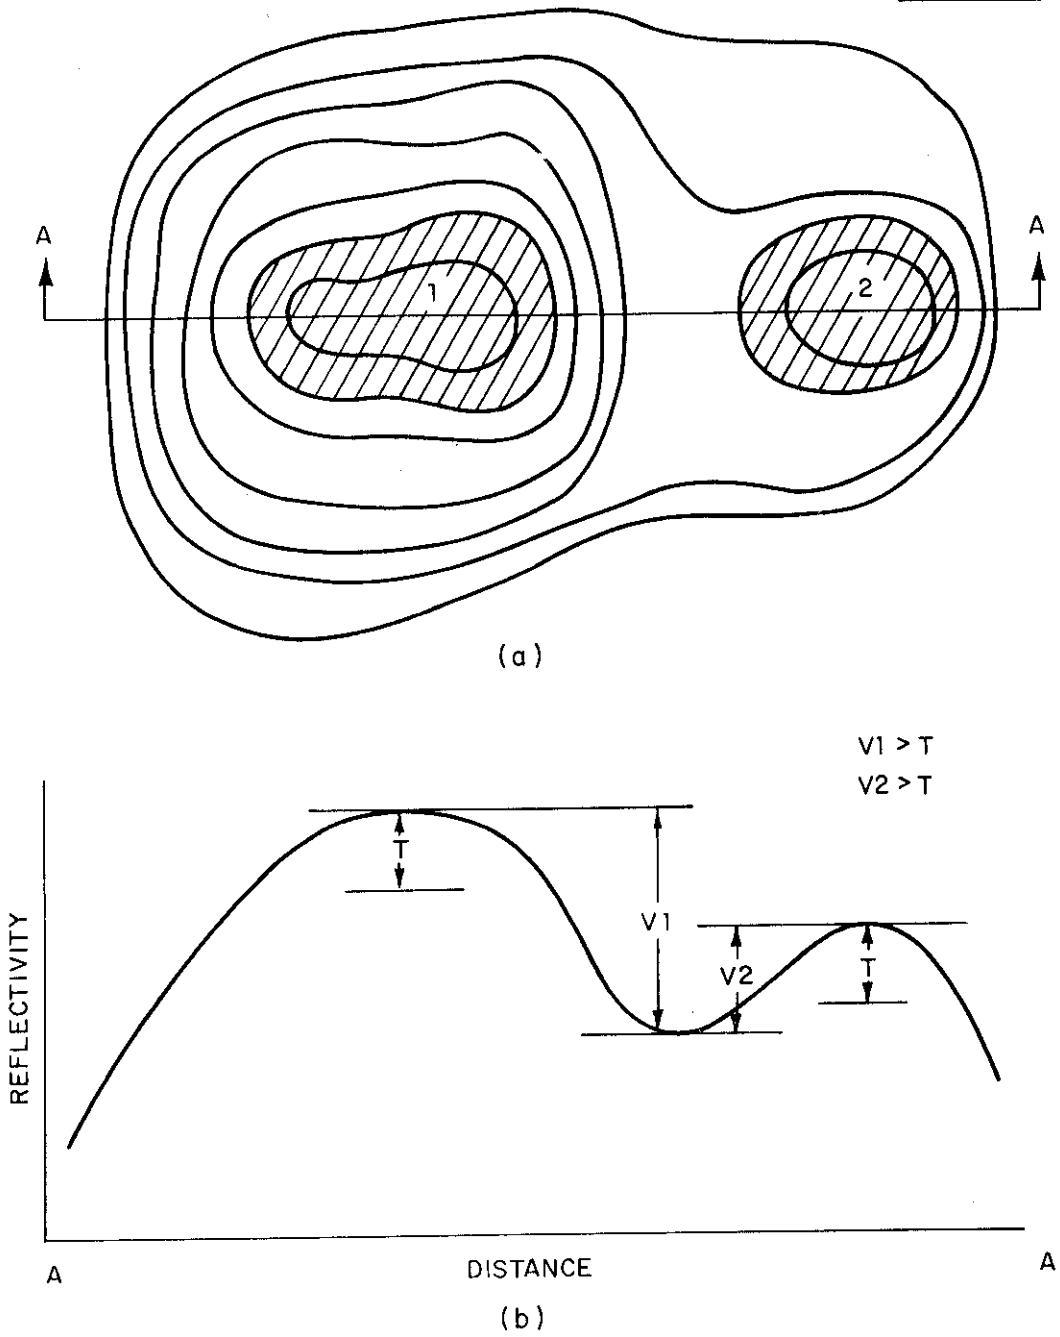 A
A
1
2
(a)
V1 > T
V2 > T
T
V1
V2
T
REFLECTIVITY
A
DISTANCE
A
(b)